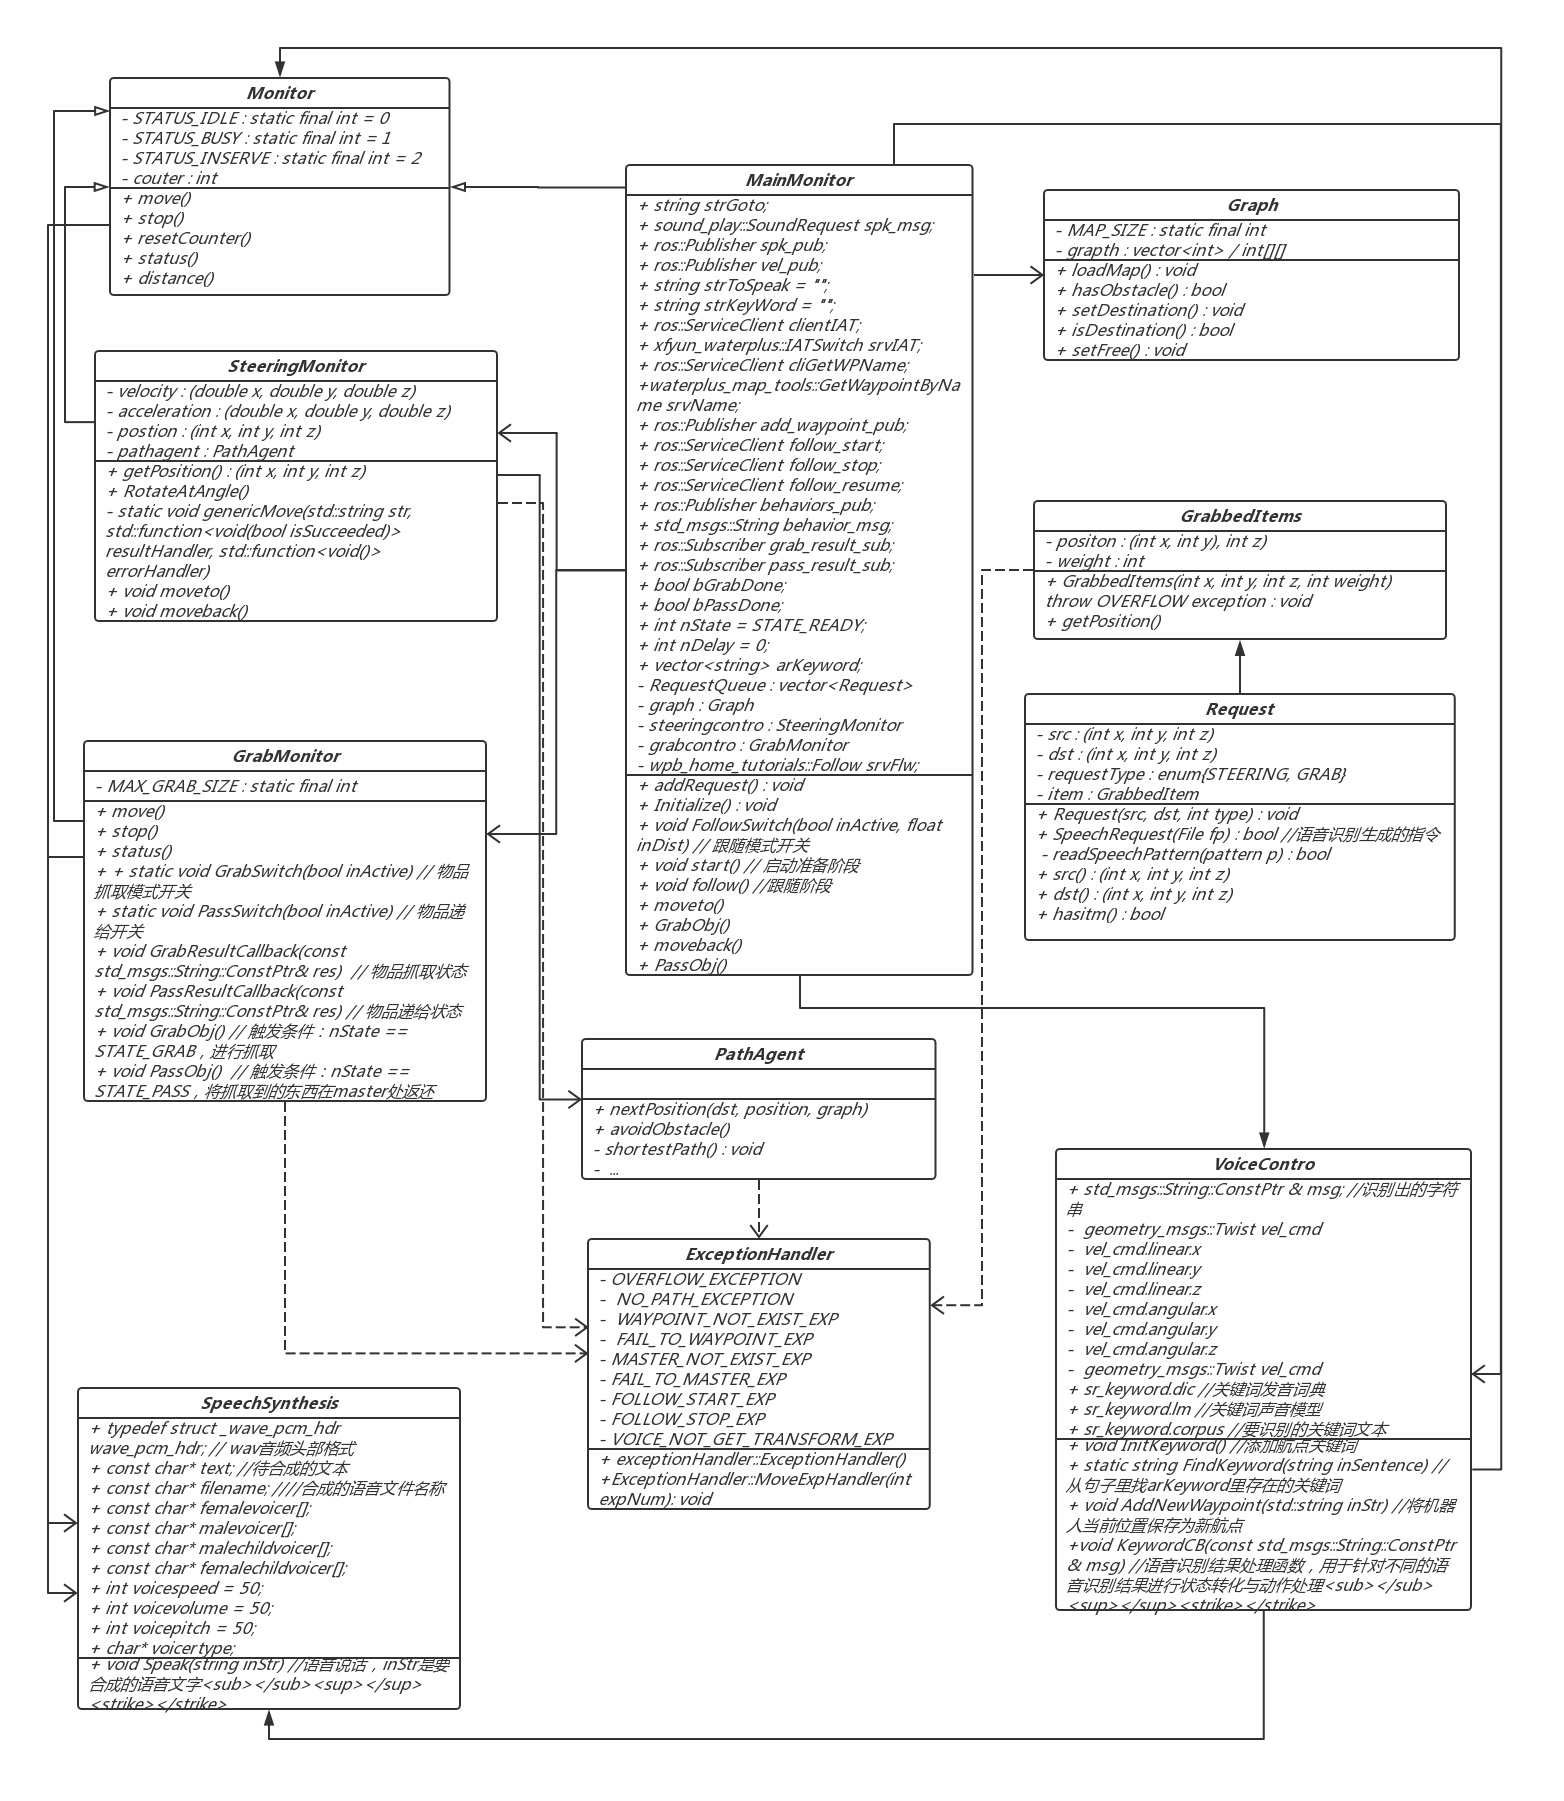 Monitor
- STATUS_IDLE : static final int = 0
- STATUS_BUSY : static final int = 1
- STATUS_INSERVE : static final int = 2
- couter : int
+ move()
+ stop()
+ resetCounter()
+ status()
+ distance()
SteeringMonitor
- velocity : (double x, double y, double z)
- acceleration : (double x, double y, double z)
- postion : (int x, int y, int z)
- pathagent : PathAgent
+ getPosition() : (int x, int y, int z)
+ RotateAtAngle()
- static void genericMove(std::string str,
std::function<void(bool isSucceeded)>
resultHandler, std::function<void()>
errorHandler)
+ void moveto()
+ void moveback()
GrabMonitor
- MAX_GRAB_SIZE : static final int
+ move()
+ stop()
+ status()
+ + static void GrabSwitch(bool inActive) // 物品
抓取模式开关
+ static void PassSwitch(bool inActive) // 物品递
给开关
+ void GrabResultCallback(const
std_msgs::String::ConstPtr& res)  // 物品抓取状态
+ void PassResultCallback(const
std_msgs::String::ConstPtr& res) // 物品递给状态
+ void GrabObj() // 触发条件：nState ==
STATE_GRAB，进行抓取
+ void PassObj()  // 触发条件：nState ==
STATE_PASS，将抓取到的东西在master处返还
SpeechSynthesis
+ typedef struct _wave_pcm_hdr
wave_pcm_hdr; // wav音频头部格式
+ const char* text; //待合成的文本
+ const char* filename; ////合成的语音文件名称
+ const char* femalevoicer[];
+ const char* malevoicer[];
+ const char* malechildvoicer[];
+ const char* femalechildvoicer[];
+ int voicespeed = 50;
+ int voicevolume = 50;
+ int voicepitch = 50;
+ char* voicertype;
+ void Speak(string inStr) //语音说话，inStr是要
合成的语音文字<sub></sub><sup></sup>
<strike></strike>
MainMonitor
+ string strGoto;
+ sound_play::SoundRequest spk_msg;
+ ros::Publisher spk_pub;
+ ros::Publisher vel_pub;
+ string strToSpeak = "";
+ string strKeyWord = "";
+ ros::ServiceClient clientIAT;
+ xfyun_waterplus::IATSwitch srvIAT;
+ ros::ServiceClient cliGetWPName;
+waterplus_map_tools::GetWaypointByNa
me srvName;
+ ros::Publisher add_waypoint_pub;
+ ros::ServiceClient follow_start;
+ ros::ServiceClient follow_stop;
+ ros::ServiceClient follow_resume;
+ ros::Publisher behaviors_pub;
+ std_msgs::String behavior_msg;
+ ros::Subscriber grab_result_sub;
+ ros::Subscriber pass_result_sub;
+ bool bGrabDone;
+ bool bPassDone;
+ int nState = STATE_READY;
+ int nDelay = 0;
+ vector<string> arKeyword;
- RequestQueue : vector<Request>
- graph : Graph
- steeringcontro : SteeringMonitor
- grabcontro : GrabMonitor
- wpb_home_tutorials::Follow srvFlw;
+ addRequest() : void
+ Initialize() : void
+ void FollowSwitch(bool inActive, float
inDist) // 跟随模式开关
+ void start() // 启动准备阶段
+ void follow() //跟随阶段
+ moveto()
+ GrabObj()
+ moveback()
+ PassObj()
PathAgent
+ nextPosition(dst, position, graph)
+ avoidObstacle()
- shortestPath() : void
-  ...
ExceptionHandler
- OVERFLOW_EXCEPTION
-  NO_PATH_EXCEPTION
-  WAYPOINT_NOT_EXIST_EXP
-  FAIL_TO_WAYPOINT_EXP
- MASTER_NOT_EXIST_EXP
- FAIL_TO_MASTER_EXP
- FOLLOW_START_EXP
- FOLLOW_STOP_EXP
- VOICE_NOT_GET_TRANSFORM_EXP
+ exceptionHandler::ExceptionHandler()
+ExceptionHandler::MoveExpHandler(int
expNum): void
Graph
- MAP_SIZE : static final int
- grapth : vector<int> / int[][]
+ loadMap() : void
+ hasObstacle() : bool
+ setDestination() : void
+ isDestination() : bool
+ setFree() : void
GrabbedItems
- positon : (int x, int y), int z)
- weight : int
+ GrabbedItems(int x, int y, int z, int weight)
throw OVERFLOW exception : void
+ getPosition()
Request
- src : (int x, int y, int z)
- dst : (int x, int y, int z)
- requestType : enum{STEERING, GRAB}
- item : GrabbedItem
+ Request(src, dst, int type) : void
+ SpeechRequest(File fp) : bool //语音识别生成的指令
- readSpeechPattern(pattern p) : bool
+ src() : (int x, int y, int z)
+ dst() : (int x, int y, int z)
+ hasitm() : bool
VoiceContro
+ std_msgs::String::ConstPtr & msg; //识别出的字符
串
-  geometry_msgs::Twist vel_cmd
-  vel_cmd.linear.x
-  vel_cmd.linear.y
-  vel_cmd.linear.z
-  vel_cmd.angular.x
-  vel_cmd.angular.y
-  vel_cmd.angular.z
-  geometry_msgs::Twist vel_cmd
+ sr_keyword.dic //关键词发音词典
+ sr_keyword.lm //关键词声音模型
+ sr_keyword.corpus //要识别的关键词文本
+ void InitKeyword() //添加航点关键词
+ static string FindKeyword(string inSentence) //
从句子里找arKeyword里存在的关键词
+ void AddNewWaypoint(std::string inStr) //将机器
人当前位置保存为新航点
+void KeywordCB(const std_msgs::String::ConstPtr
& msg) //语音识别结果处理函数，用于针对不同的语
音识别结果进行状态转化与动作处理<sub></sub>
<sup></sup><strike></strike>